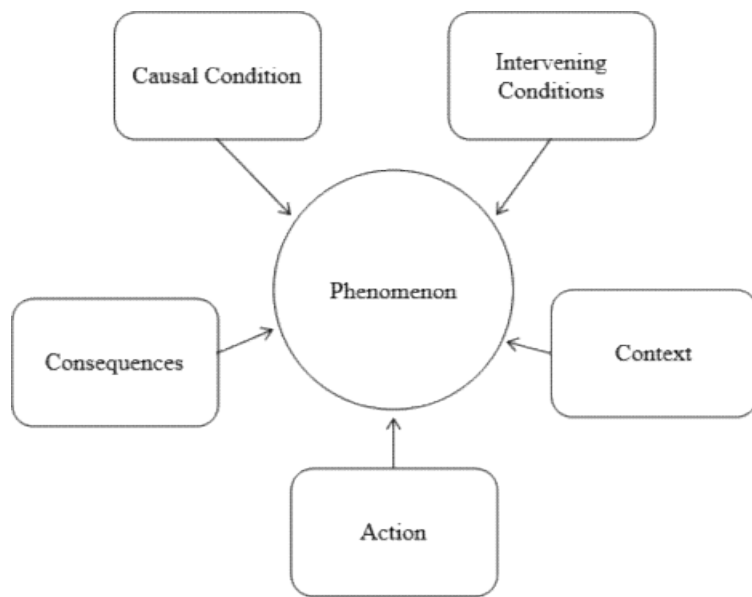 Causal Condition
Intervening
Conditions
Phenomenon
Consequences
Context
Action